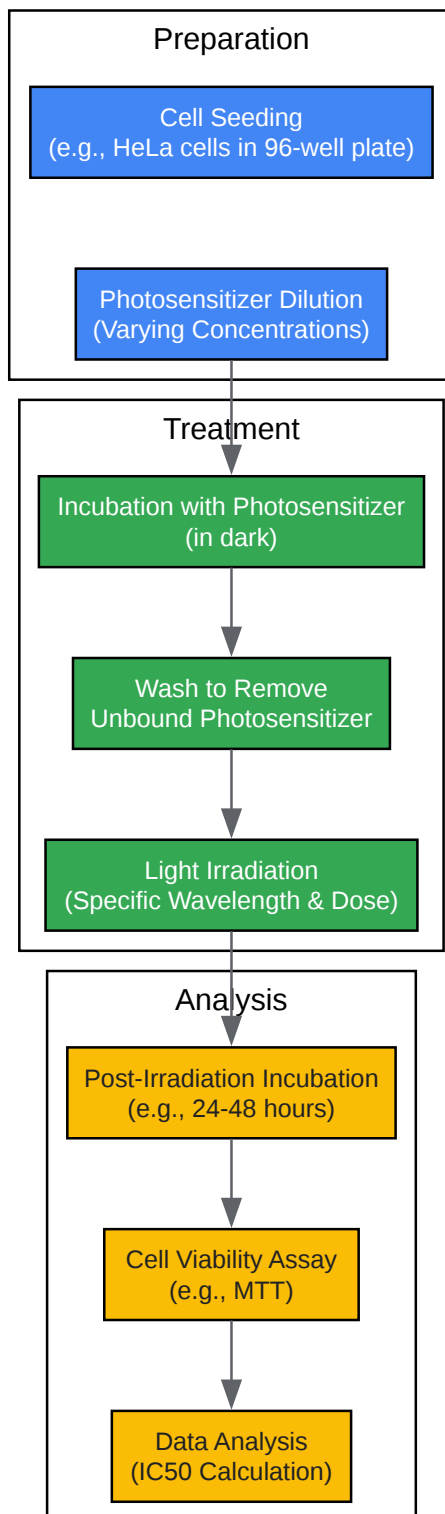 Preparation
Cell Seeding
(e.g., HeLa cells in 96-well plate)
Photosensitizer Dilution
(Varying Concentrations)
Treatment
Incubation with Photosensitizer
(in dark)
Wash to Remove
Unbound Photosensitizer
Light Irradiation
(Specific Wavelength & Dose)
Analysis
Post-Irradiation Incubation
(e.g., 24-48 hours)
Cell Viability Assay
(e.g., MTT)
Data Analysis
(IC50 Calculation)